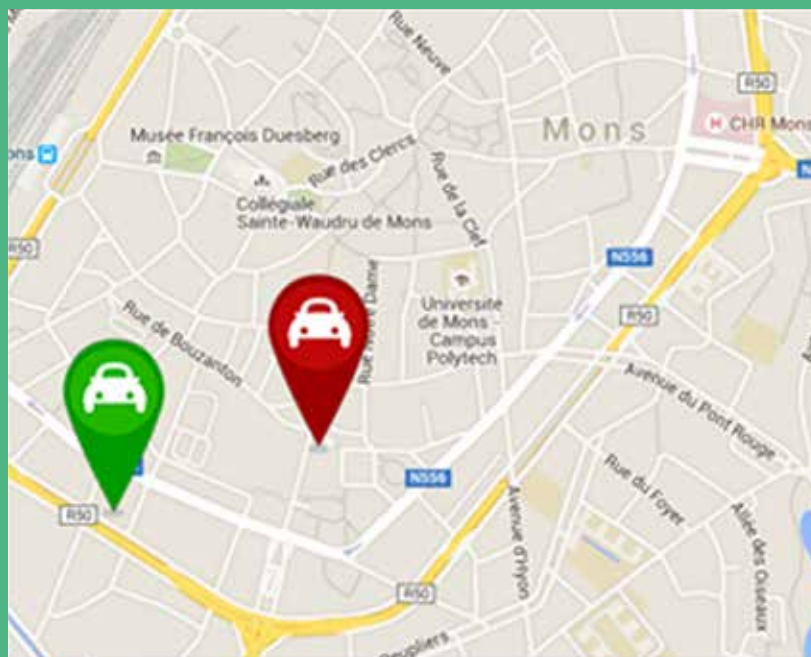 Rue Neuve
R50
Mons
H CHR Mons
Musée François Duesberg
Rue des Clercs
ons
Collégiale
Sainte-Waudru de Mons
Rue de la Clef
R50
N556
Université
de Mons -
Campus
Polytech
R50
Rue Notre Dame
Rue de Bouzanton
Avenue du Pont Rouge
N556
Rue du Foyer
R50
Avenue d'Hyon
Allée des Oiseaux
R50
eupliers